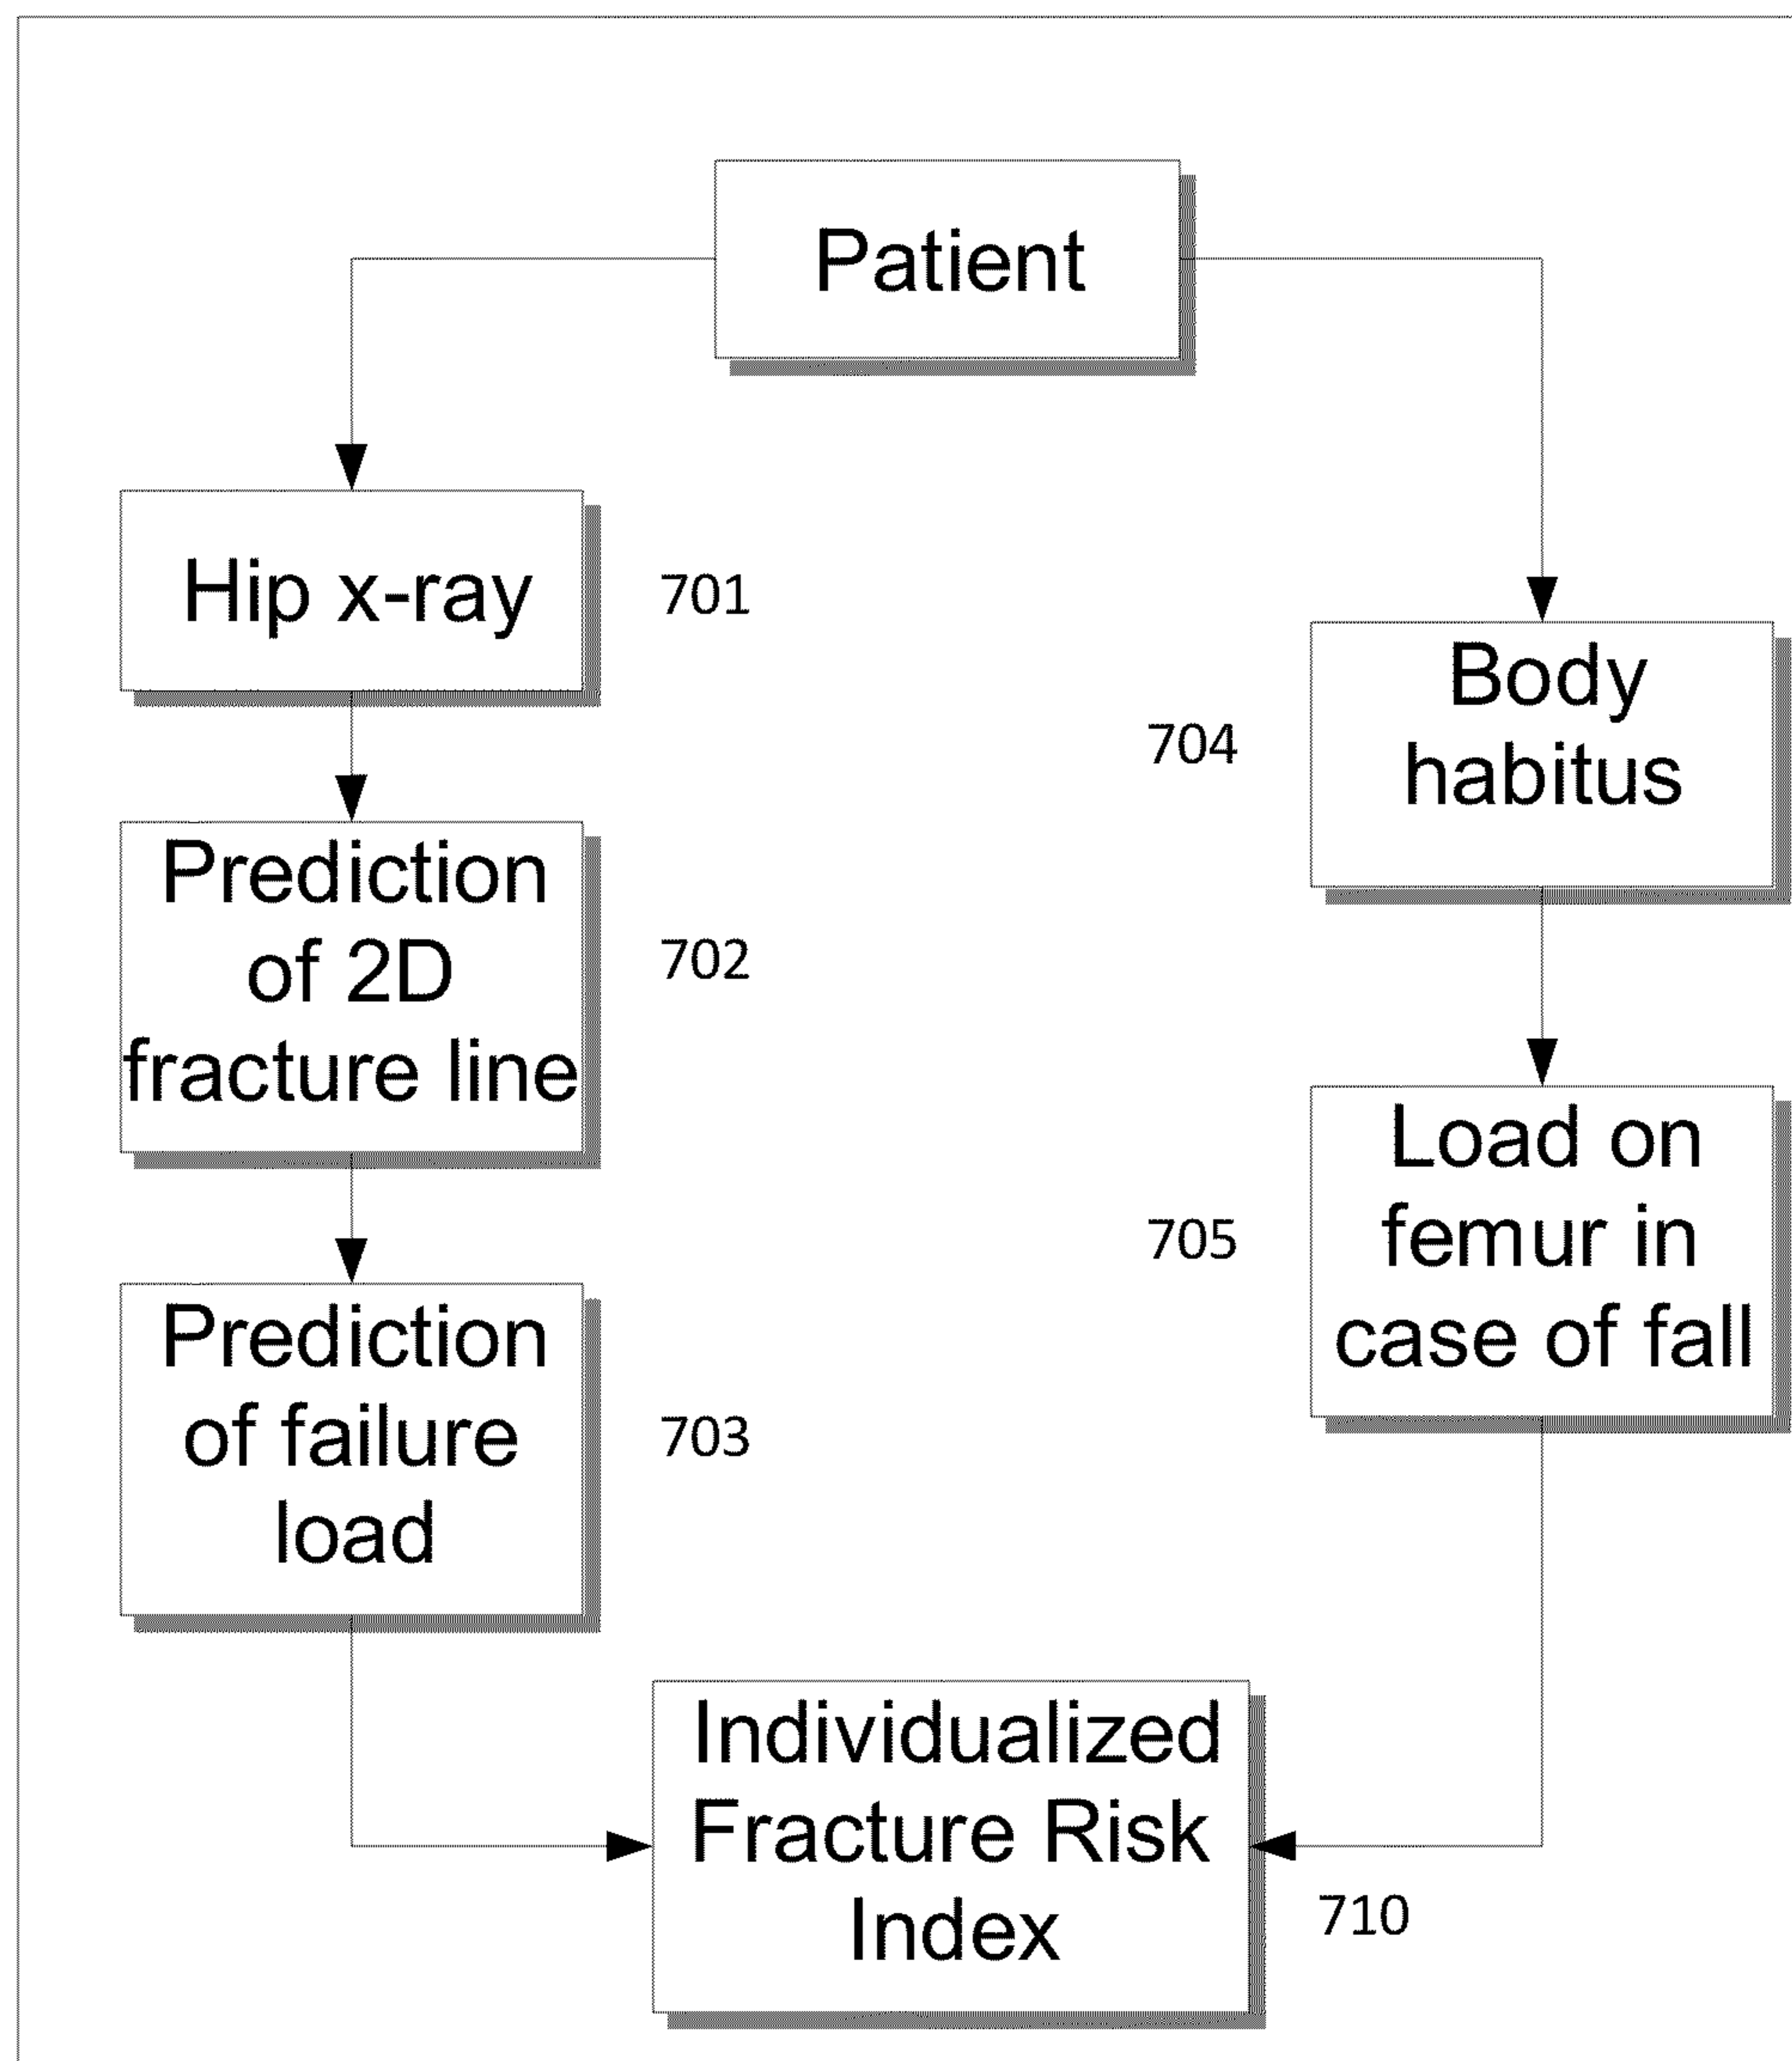 Patient
Hip x-ray
701
Prediction
of 2D
fracture line
702
Prediction
of failure
load
703
Body
habitus
704
Load on
femur in
case of fall
705
Individualized
Fracture Risk
Index
710